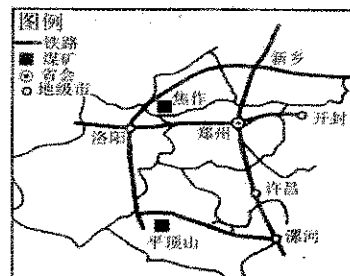 图例
铁路
煤矿
省会
地级市
新乡
焦作
洛阳
郑州
开封
许昌
平顶山
漯河